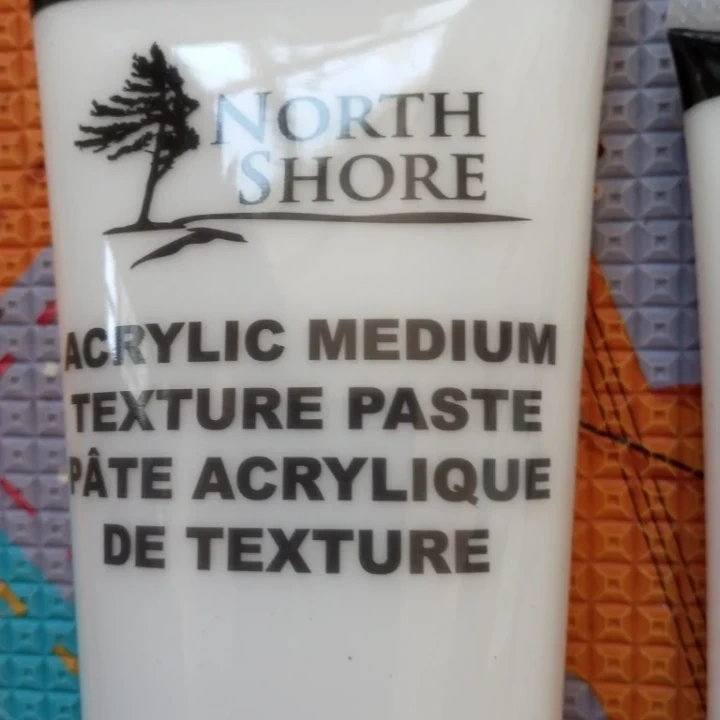 NORTH
SHORE
ACRYLIC MEDIUM
TEXTURE PASTE
PÂTE ACRYLIQUE
DE TEXTURE